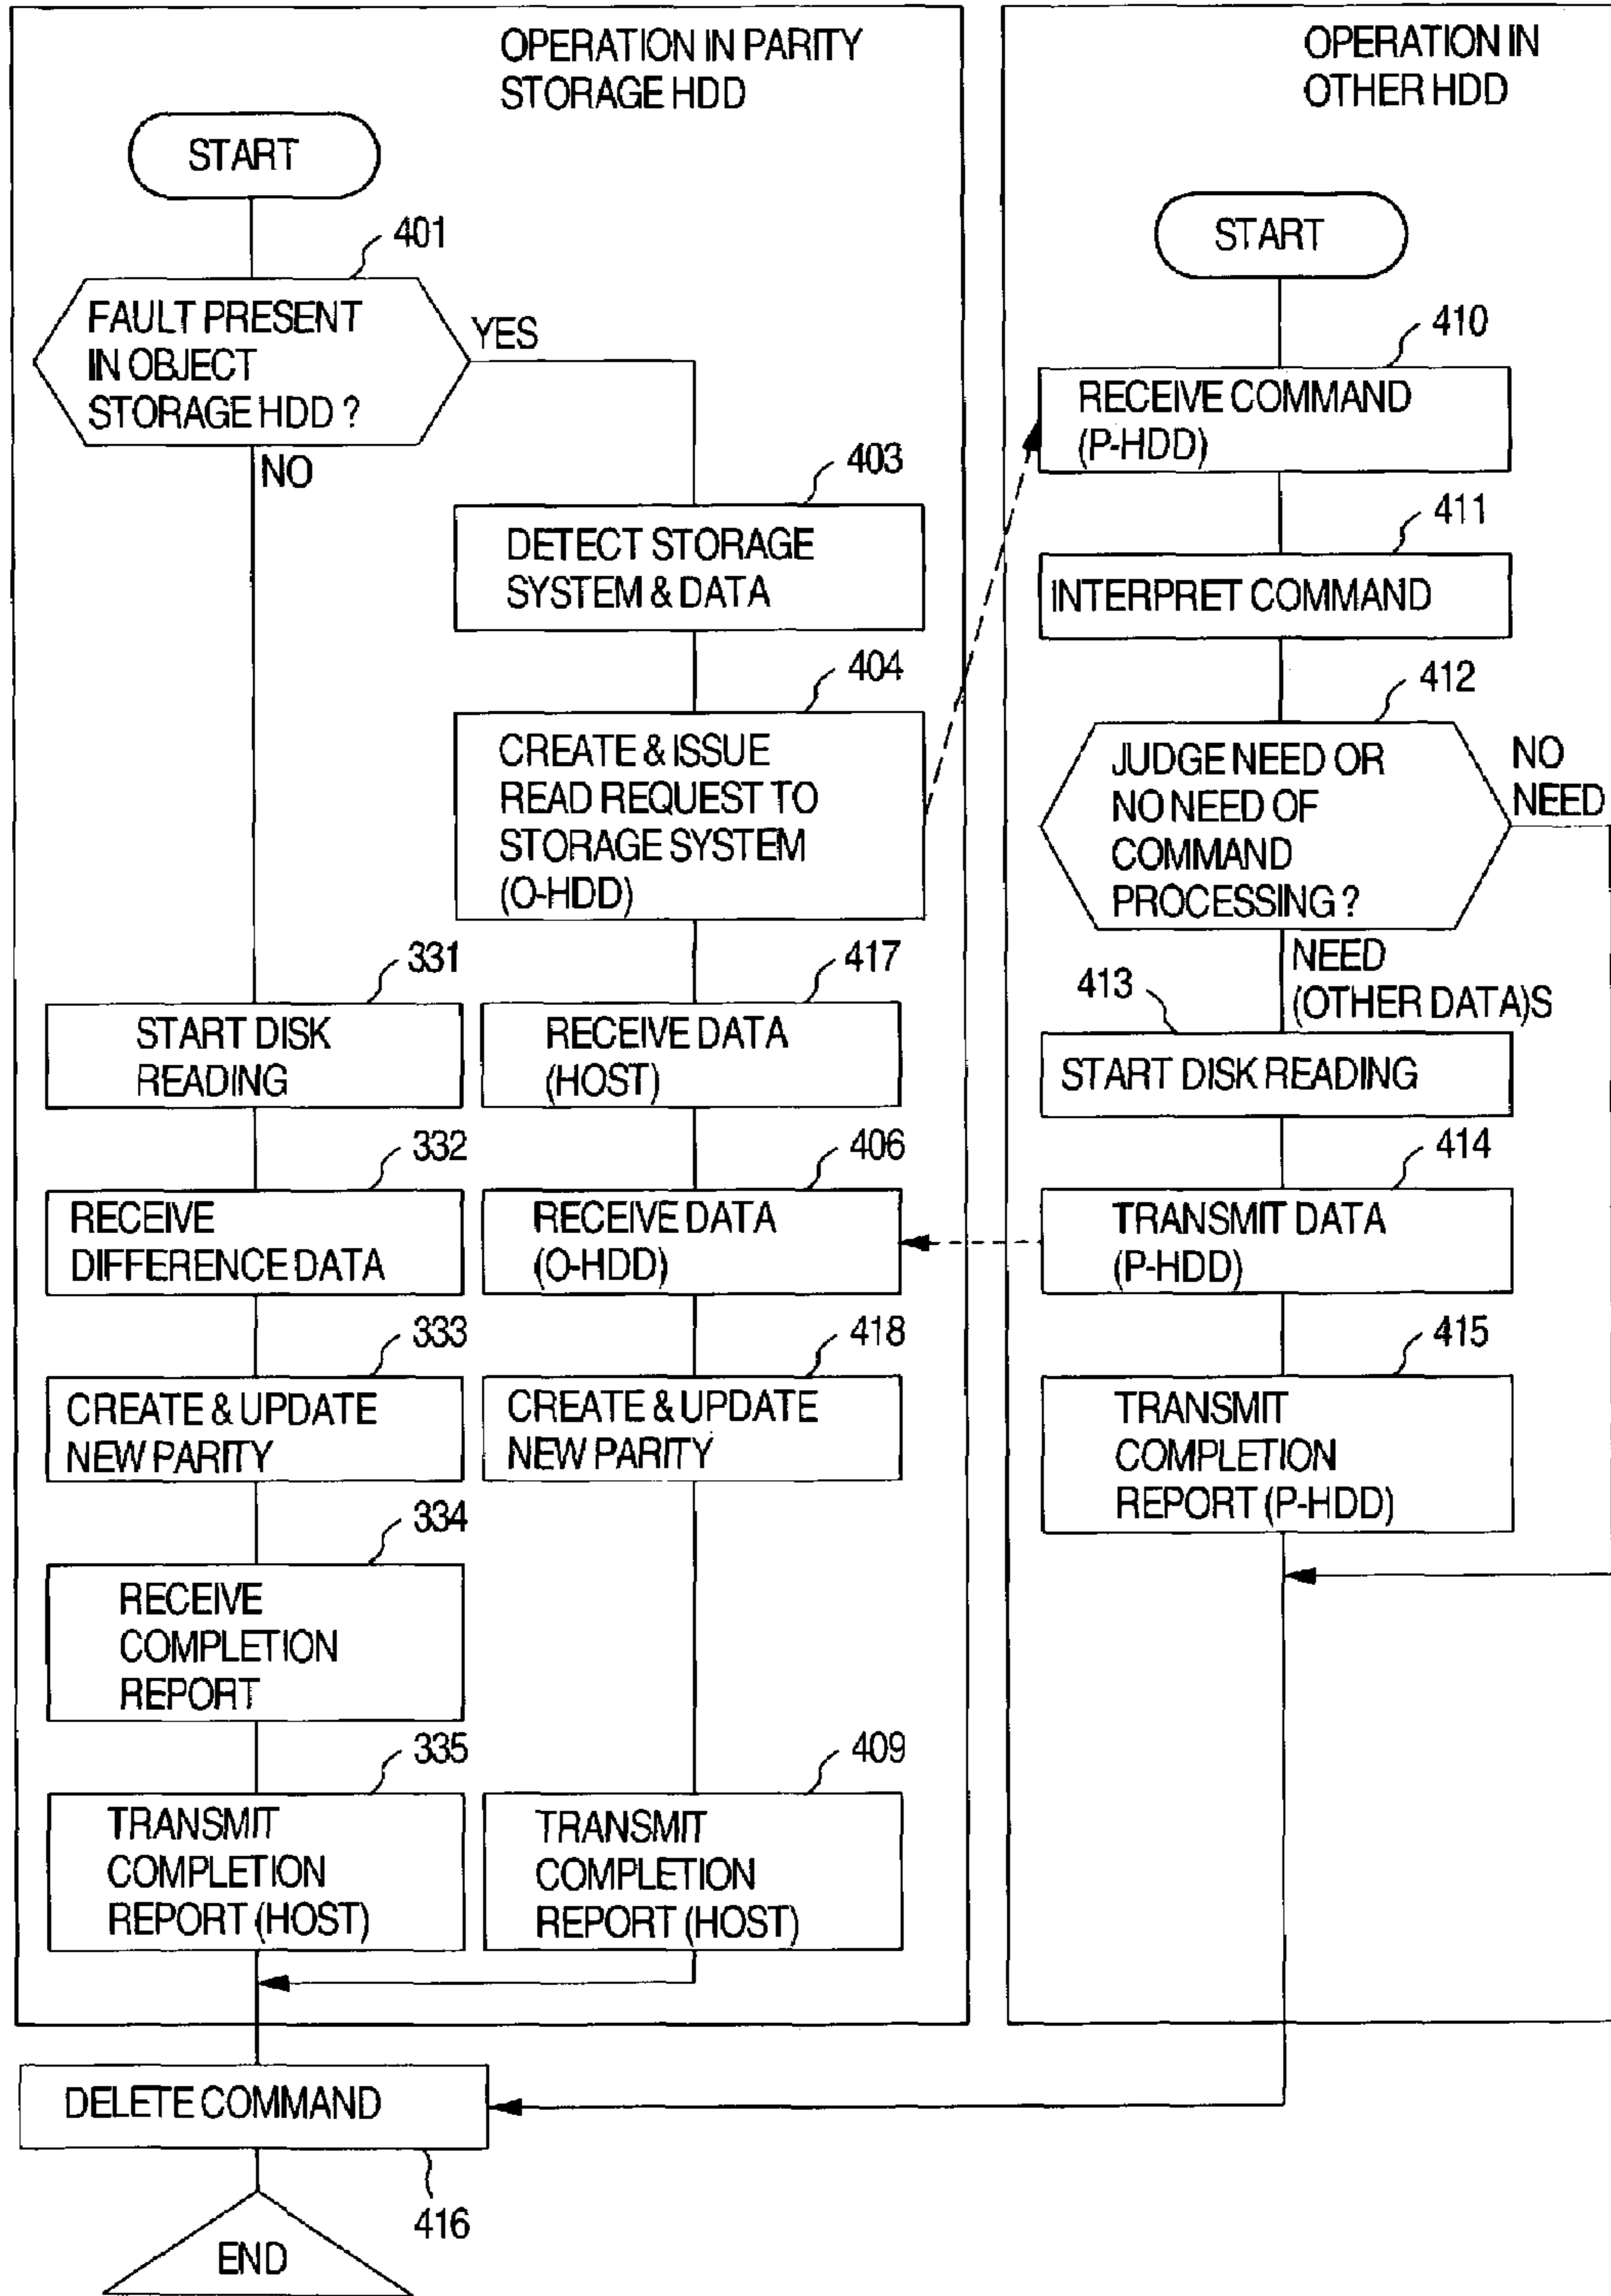 OPERATION IN PARITY
STORAGE HDD
START
401
FAULT PRESENT
IN OBJECT
STORAGE HDD ?
YES
NO
403
DETECT STORAGE
SYSTEM & DATA
404
CREATE & ISSUE
READ REQUEST TO
STORAGE SYSTEM
(O-HDD)
331
START DISK
READING
417
RECEIVE DATA
(HOST)
332
RECEIVE
DIFFERENCE DATA
406
RECEIVE DATA
(O-HDD)
333
CREATE & UPDATE
NEW PARITY
418
CREATE & UPDATE
NEW PARITY
334
RECEIVE
COMPLETION
REPORT
335
TRANSMIT
COMPLETION
REPORT (HOST)
409
TRANSMIT
COMPLETION
REPORT (HOST)
OPERATION IN
OTHER HDD
START
410
RECEIVE COMMAND
(P-HDD)
411
INTERPRET COMMAND
412
JUDGE NEED OR
NO NEED OF
COMMAND
PROCESSING ?
NO
NEED
NEED
(OTHER DATA)S
413
START DISK READING
414
TRANSMIT DATA
(P-HDD)
415
TRANSMIT
COMPLETION
REPORT (P-HDD)
DELETE COMMAND
416
END